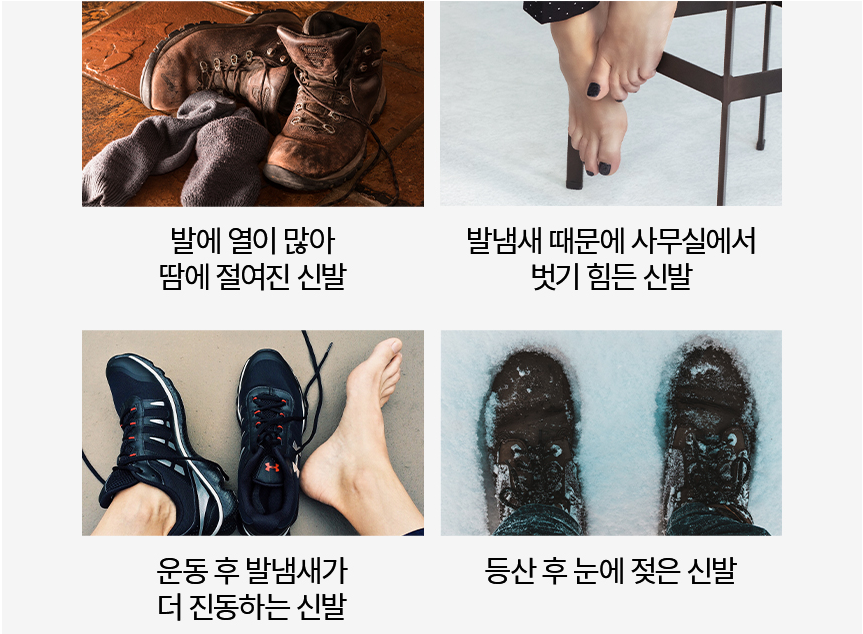 발에 열이 많아
땀에 절여진 신발
발냄새 때문에 사무실에서
벗기 힘든 신발
운동 후 발냄새가
더 진동하는 신발
등산 후 눈에 젖은 신발